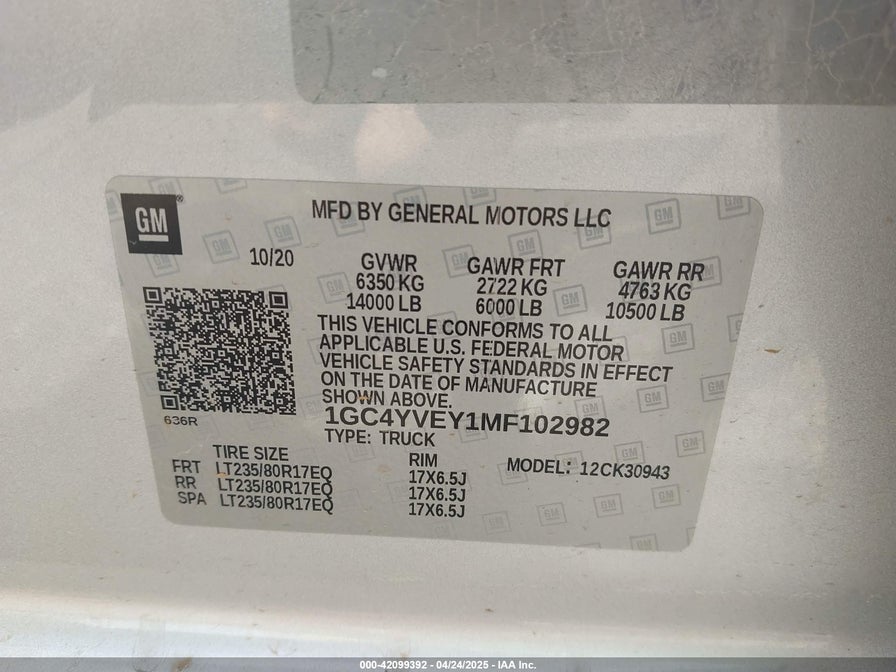 GM
MFD BY GENERAL MOTORS LLC
10/20
GVWR
6350 KG
14000 LB
GAWR FRT
2722 KG
6000 LB
GAWR RR
4763 KG
10500 LB
THIS VEHICLE CONFORMS TO ALL
APPLICABLE U.S. FEDERAL MOTOR
VEHICLE SAFETY STANDARDS IN EFFECT
ON THE DATE OF MANUFACTURE
SHOWN ABOVE.
636R
1GC4YVEY1MF102982
TYPE: TRUCK
TIRE SIZE
RIM
MODEL: 12CK30943
FRT LT235/80R17EQ 17X6.5J
RR LT235/80R17EQ 17X6.5J
SPA LT235/80R17EQ 17X6.5J
000-42099392 - 04/24/2025 - IAA Inc.